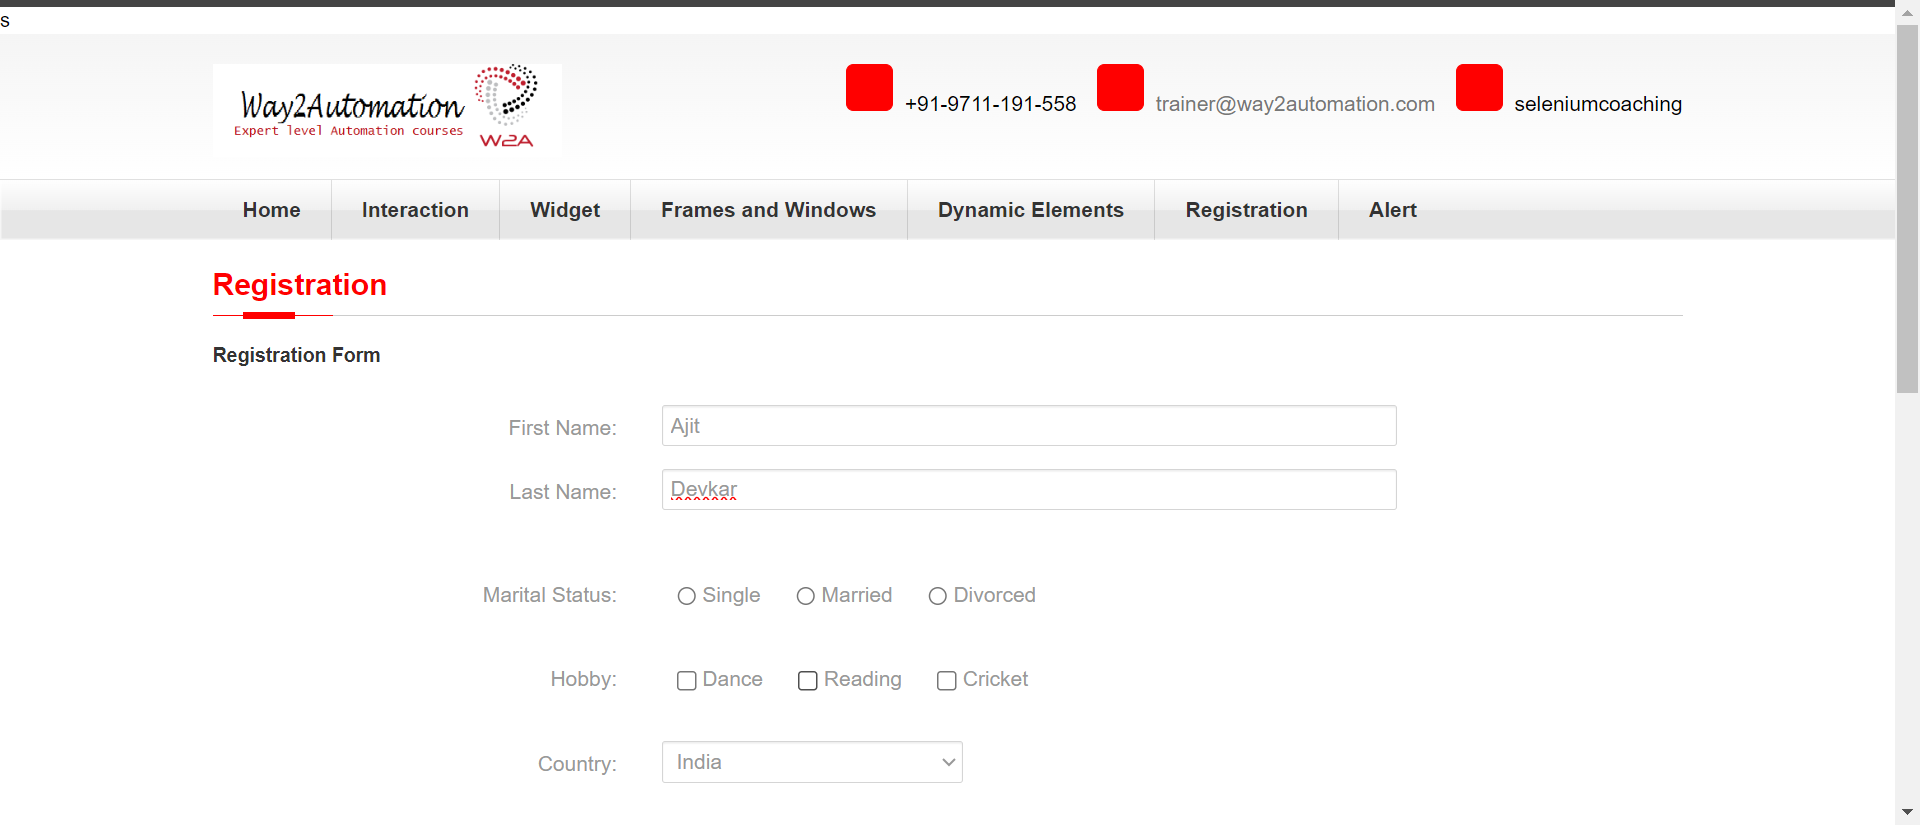 s
Way2Automation
Expert level Automation courses
W2A
+91-9711-191-558 trainer@way2automation.com seleniumcoaching
Home Interaction Widget Frames and Windows Dynamic Elements Registration Alert
Registration
Registration Form
First Name: Ajit
Last Name: Devkar
Marital Status: Single Married Divorced
Hobby: Dance Reading Cricket
Country: India